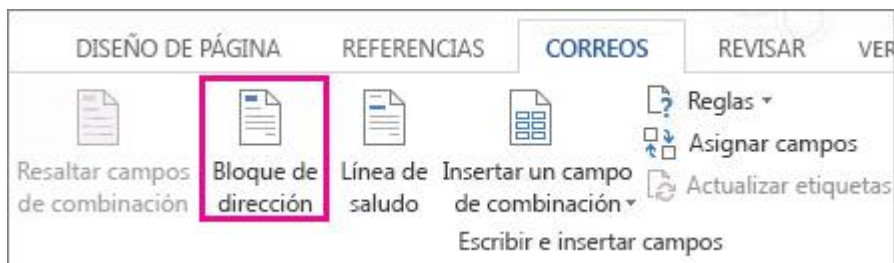 DISEÑO DE PÁGINA REFERENCIAS CORREOS REVISAR VER
Resaltar campos
de combinación
Bloque de
dirección
Línea de
saludo
Insertar un campo
de combinación
Reglas
Asignar campos
Actualizar etiquetas
Escribir e insertar campos